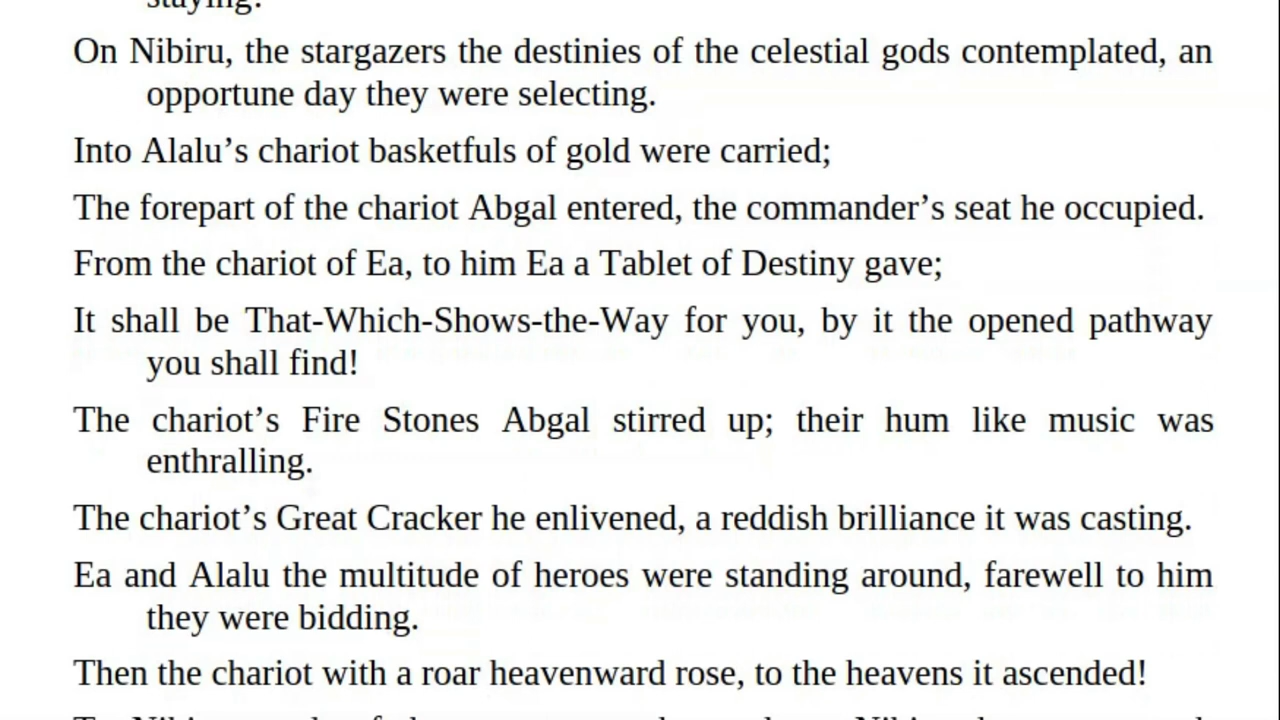 staying!
On Nibiru, the stargazers the destinies of the celestial gods contemplated, an
opportune day they were selecting.
Into Alalu’s chariot basketfuls of gold were carried;
The forepart of the chariot Abgal entered, the commander’s seat he occupied.
From the chariot of Ea, to him Ea a Tablet of Destiny gave;
It shall be That-Which-Shows-the-Way for you, by it the opened pathway
you shall find!
The chariot’s Fire Stones Abgal stirred up; their hum like music was
enthralling.
The chariot’s Great Cracker he enlivened, a reddish brilliance it was casting.
Ea and Alalu the multitude of heroes were standing around, farewell to him
they were bidding.
Then the chariot with a roar heavenward rose, to the heavens it ascended!